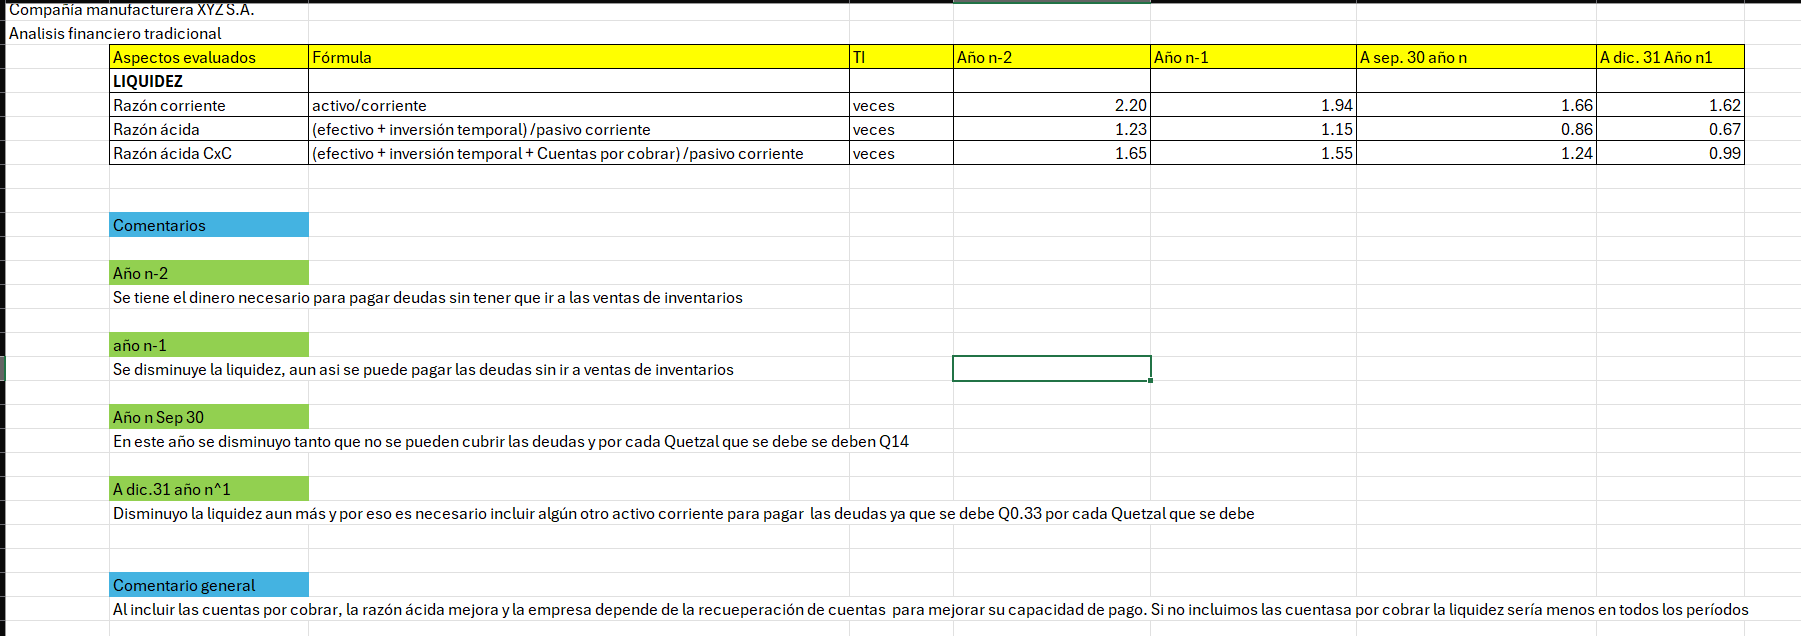 Compañía manufacturera XYZ S.A.
Analisis financiero tradicional
Aspectos evaluados Fórmula TI Año n-2 Año n-1 A sep. 30 año n A dic. 31 Año n1
LIQUIDEZ
Razón corriente activo/corriente veces 2.20 1.94 1.66 1.62
Razón ácida (efectivo + inversión temporal) /pasivo corriente veces 1.23 1.15 0.86 0.67
Razón ácida CxC (efectivo + inversión temporal + Cuentas por cobrar) /pasivo corriente veces 1.65 1.55 1.24 0.99
Comentarios
Año n-2
Se tiene el dinero necesario para pagar deudas sin tener que ir a las ventas de inventarios
año n-1
Se disminuye la liquidez, aun asi se puede pagar las deudas sin ir a ventas de inventarios
Año n Sep 30
En este año se disminuyo tanto que no se pueden cubrir las deudas y por cada Quetzal que se debe se deben Q14
A dic.31 año n^1
Disminuyo la liquidez aun más y por eso es necesario incluir algún otro activo corriente para pagar las deudas ya que se debe Q0.33 por cada Quetzal que se debe
Comentario general
Al incluir las cuentas por cobrar, la razón ácida mejora y la empresa depende de la recueperación de cuentas para mejorar su capacidad de pago. Si no incluimos las cuentasa por cobrar la liquidez sería menos en todos los períodos